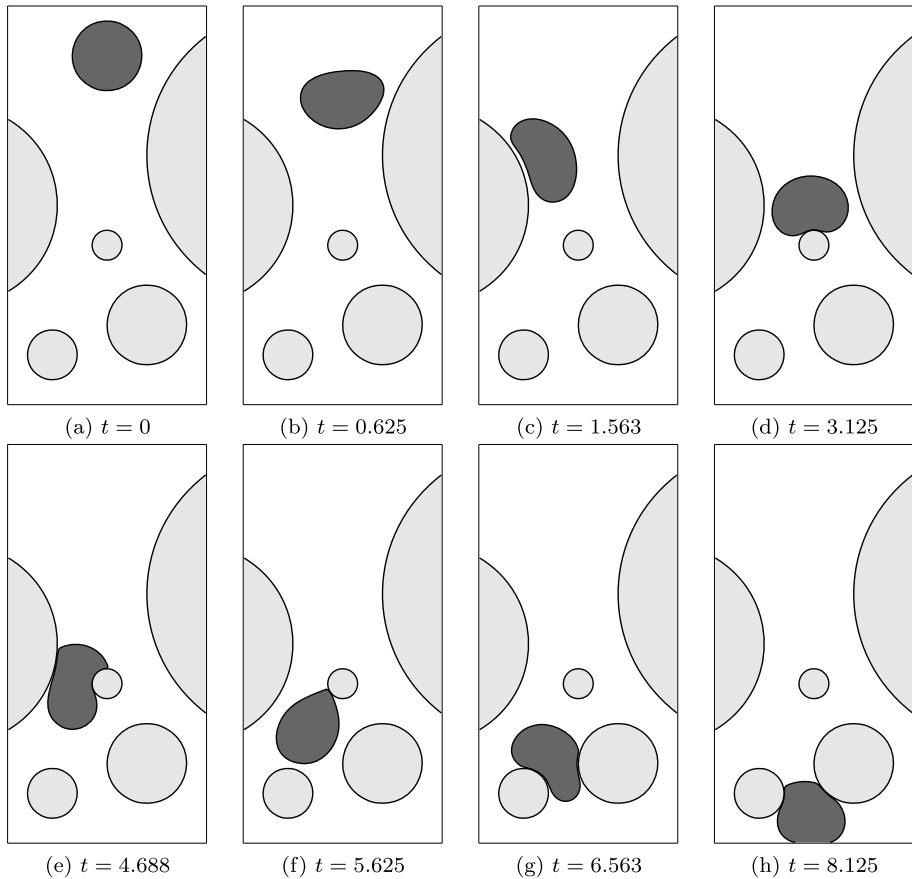 (a) t = 0 (b) t = 0.625 (c) t = 1.563 (d) t = 3.125
(e) t = 4.688 (f) t = 5.625 (g) t = 6.563 (h) t = 8.125